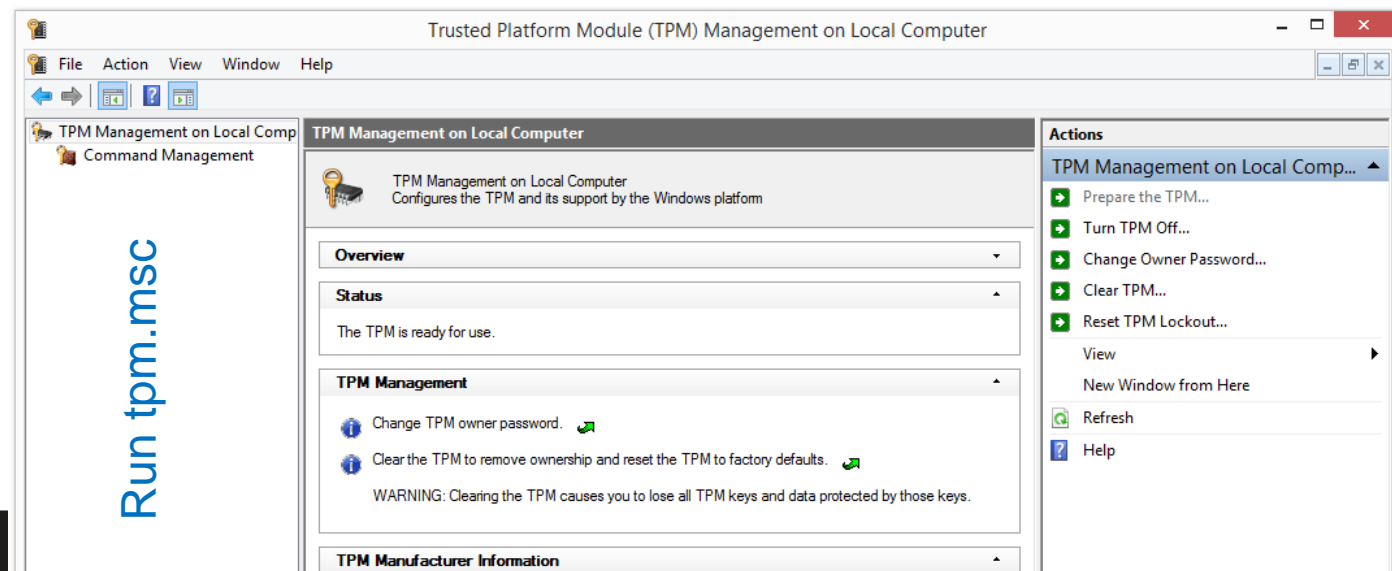 Trusted Platform Module (TPM) Management on Local Computer
File Action View Window Help
TPM Management on Local Comp
Command Management
Run tpm.msc
TPM Management on Local Computer
TPM Management on Local Computer
Configures the TPM and its support by the Windows platform
Overview
Status
The TPM is ready for use.
TPM Management
Change TPM owner password.
Clear the TPM to remove ownership and reset the TPM to factory defaults.
WARNING: Clearing the TPM causes you to lose all TPM keys and data protected by those keys.
TPM Manufacturer Information
Actions
TPM Management on Local Comp...
Prepare the TPM...
Turn TPM Off...
Change Owner Password...
Clear TPM...
Reset TPM Lockout...
View
New Window from Here
Refresh
Help